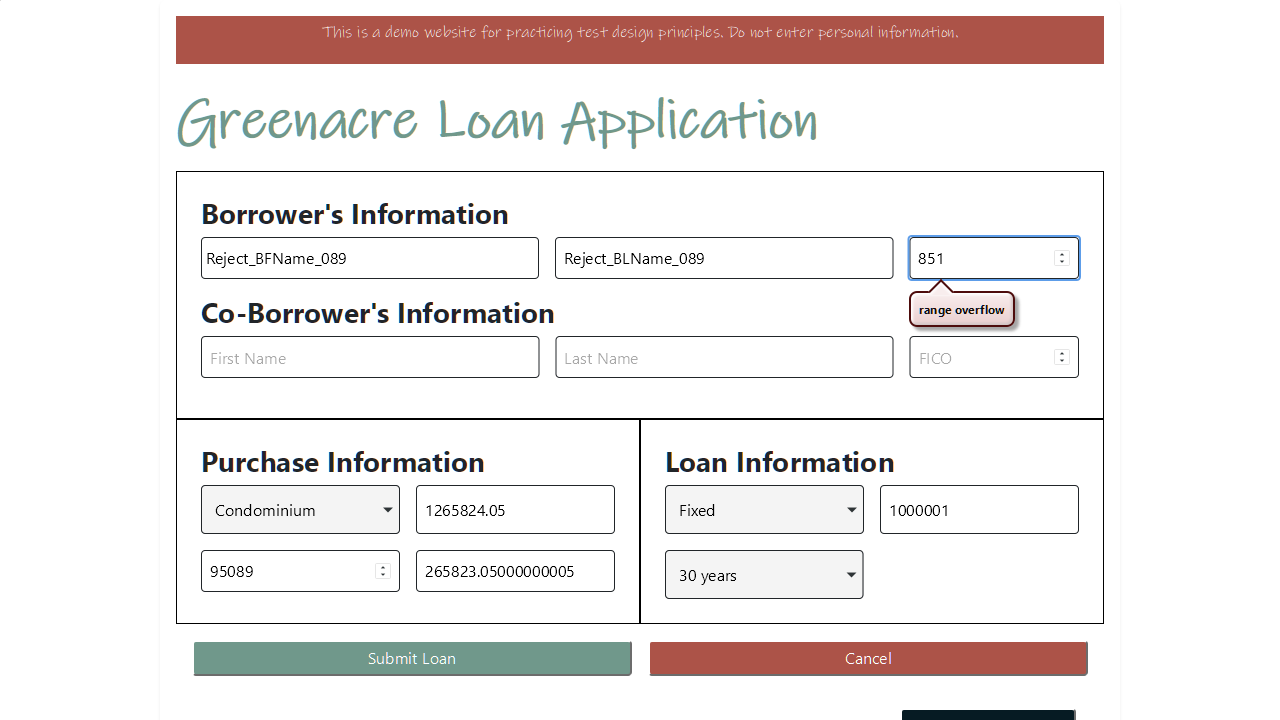 This is a demo website for practicing test design principles. Do not enter personal information.
Greenacre Loan Application
Borrower's Information
Reject_BFName_089
Reject_BLName_089
851
range overflow
Co-Borrower's Information
First Name
Last Name
FICO
Purchase Information
Condominium
1265824.05
95089
265823.05000000005
Loan Information
Fixed
1000001
30 years
Submit Loan
Cancel